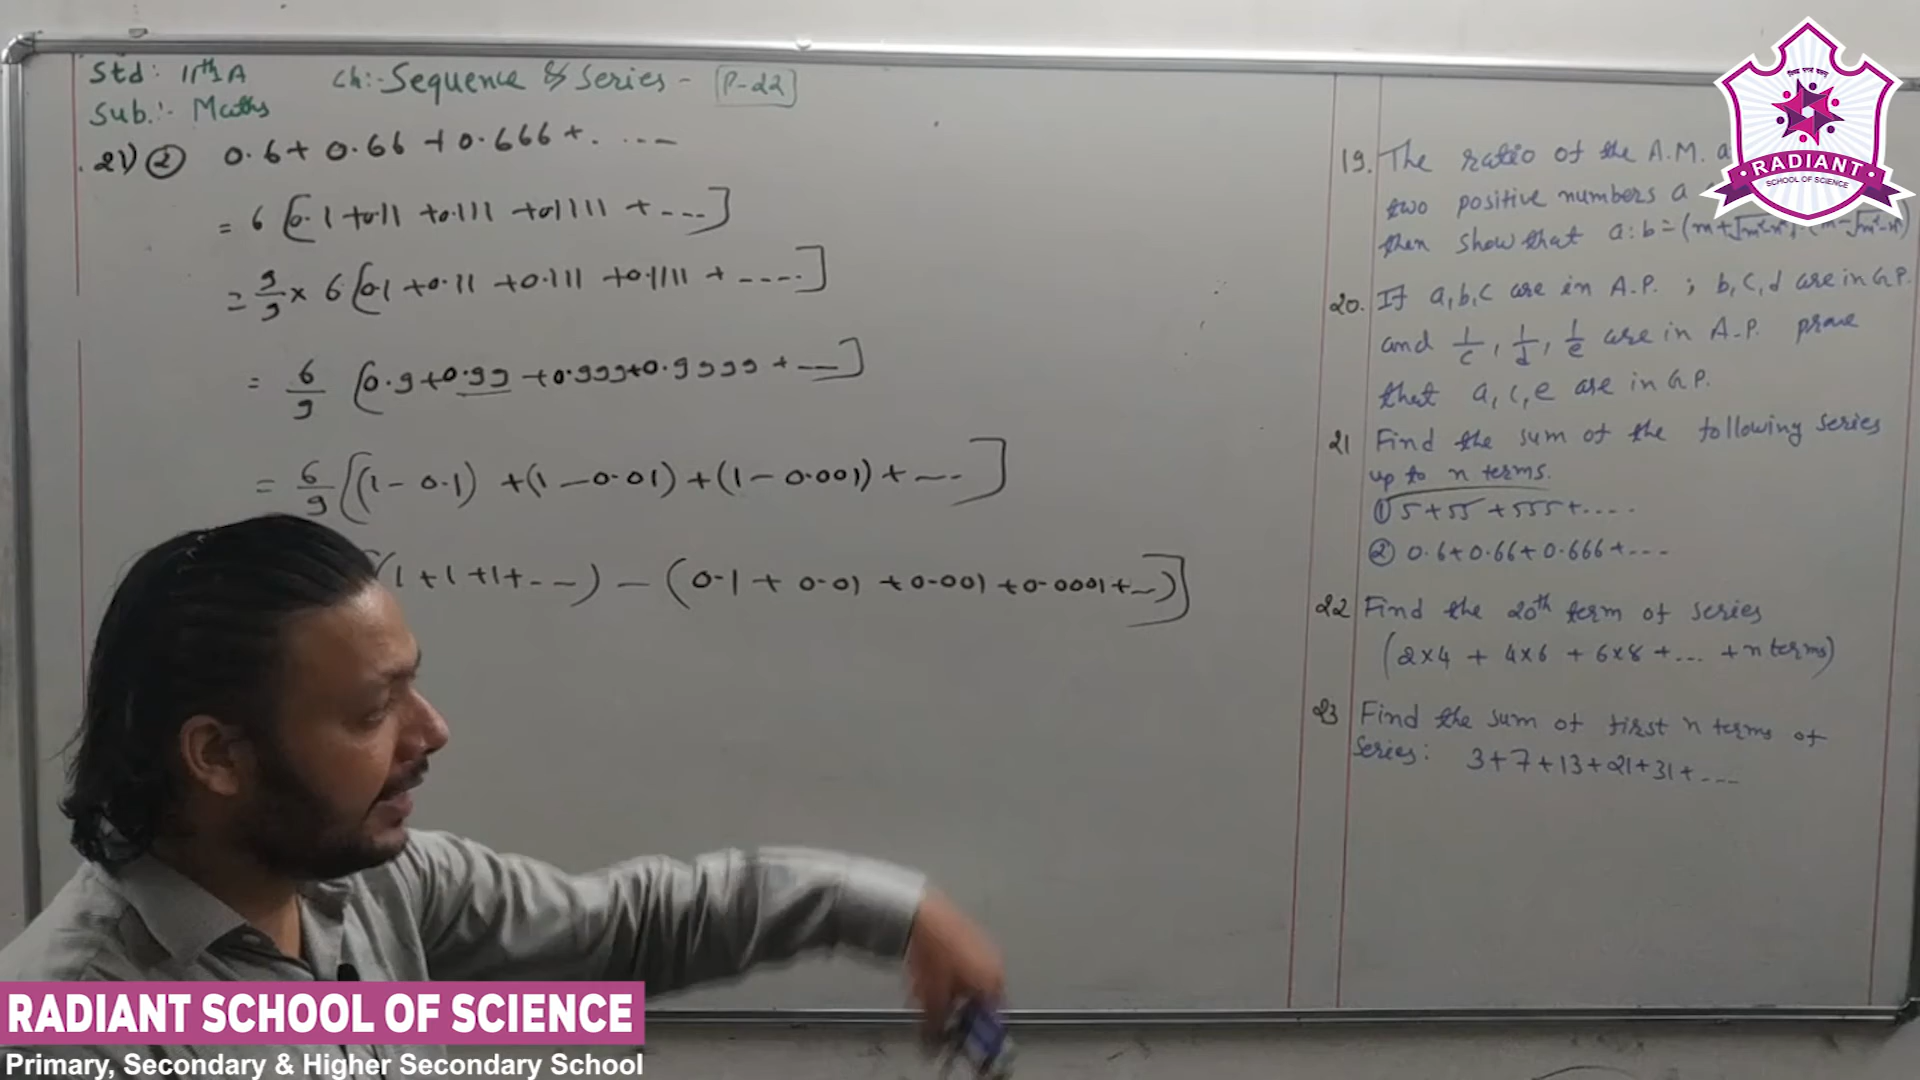 Std: 11th A
Sub:- Maths
Ch:- Sequence & Series - P-22
21) ② 0.6 + 0.66 + 0.666 + . ....
= 6 [0.1 + 0.11 + 0.111 + 0.1111 + ....]
= 9/9 × 6 [0.1 + 0.11 + 0.111 + 0.1111 + .....]
= 6/9 [0.9 + 0.99 + 0.999 + 0.9999 + ....]
= 6/9 [(1 - 0.1) + (1 - 0.01) + (1 - 0.001) + ....]
(1 + 1 + 1 + ....) - (0.1 + 0.01 + 0.001 + 0.0001 + ...)]
19. The ratio of the A.M.
two positive numbers a
then show that a:b = (m + √m²-n²)
20. If a,b,c are in A.P. ; b,c,d are in G.P.
and 1/c, 1/d, 1/e are in A.P. prove
that a,c,e are in G.P.
21 Find the sum of the following series
up to n terms.
① 5 + 55 + 555 + .....
② 0.6 + 0.66 + 0.666 + ....
22 Find the 20th term of series
(2×4 + 4×6 + 6×8 + ... + n terms)
23 Find the sum of first n terms of
series: 3 + 7 + 13 + 21 + 31 + ....
RADIANT
SCHOOL OF SCIENCE
RADIANT SCHOOL OF SCIENCE
Primary, Secondary & Higher Secondary School